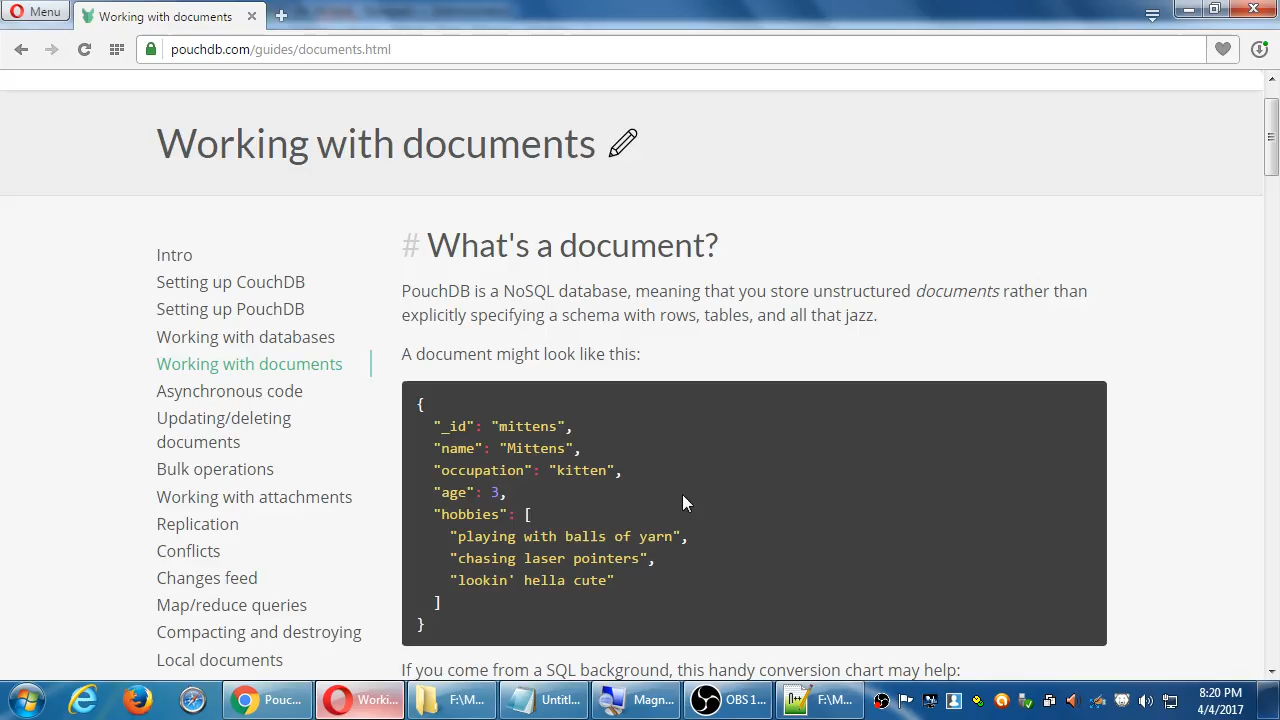 Menu
Working with documents
pouchdb.com/guides/documents.html
Working with documents
Intro
Setting up CouchDB
Setting up PouchDB
Working with databases
Working with documents
Asynchronous code
Updating/deleting
documents
Bulk operations
Working with attachments
Replication
Conflicts
Changes feed
Map/reduce queries
Compacting and destroying
Local documents
# What's a document?
PouchDB is a NoSQL database, meaning that you store unstructured documents rather than
explicitly specifying a schema with rows, tables, and all that jazz.
A document might look like this:
{
"_id": "mittens",
"name": "Mittens",
"occupation": "kitten",
"age": 3,
"hobbies": [
"playing with balls of yarn",
"chasing laser pointers",
"lookin' hella cute"
]
}
If you come from a SQL background, this handy conversion chart may help:
Pouc...
Worki...
F:\M...
Untitl...
Magn...
OBS 1...
F:\M...
8:20 PM
4/4/2017